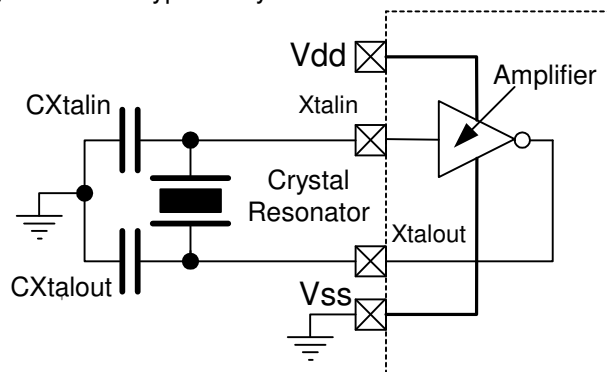 Vdd
Amplifier
CXtalin
Xtalin
Crystal
Resonator
Xtalout
CXtalout
Vss